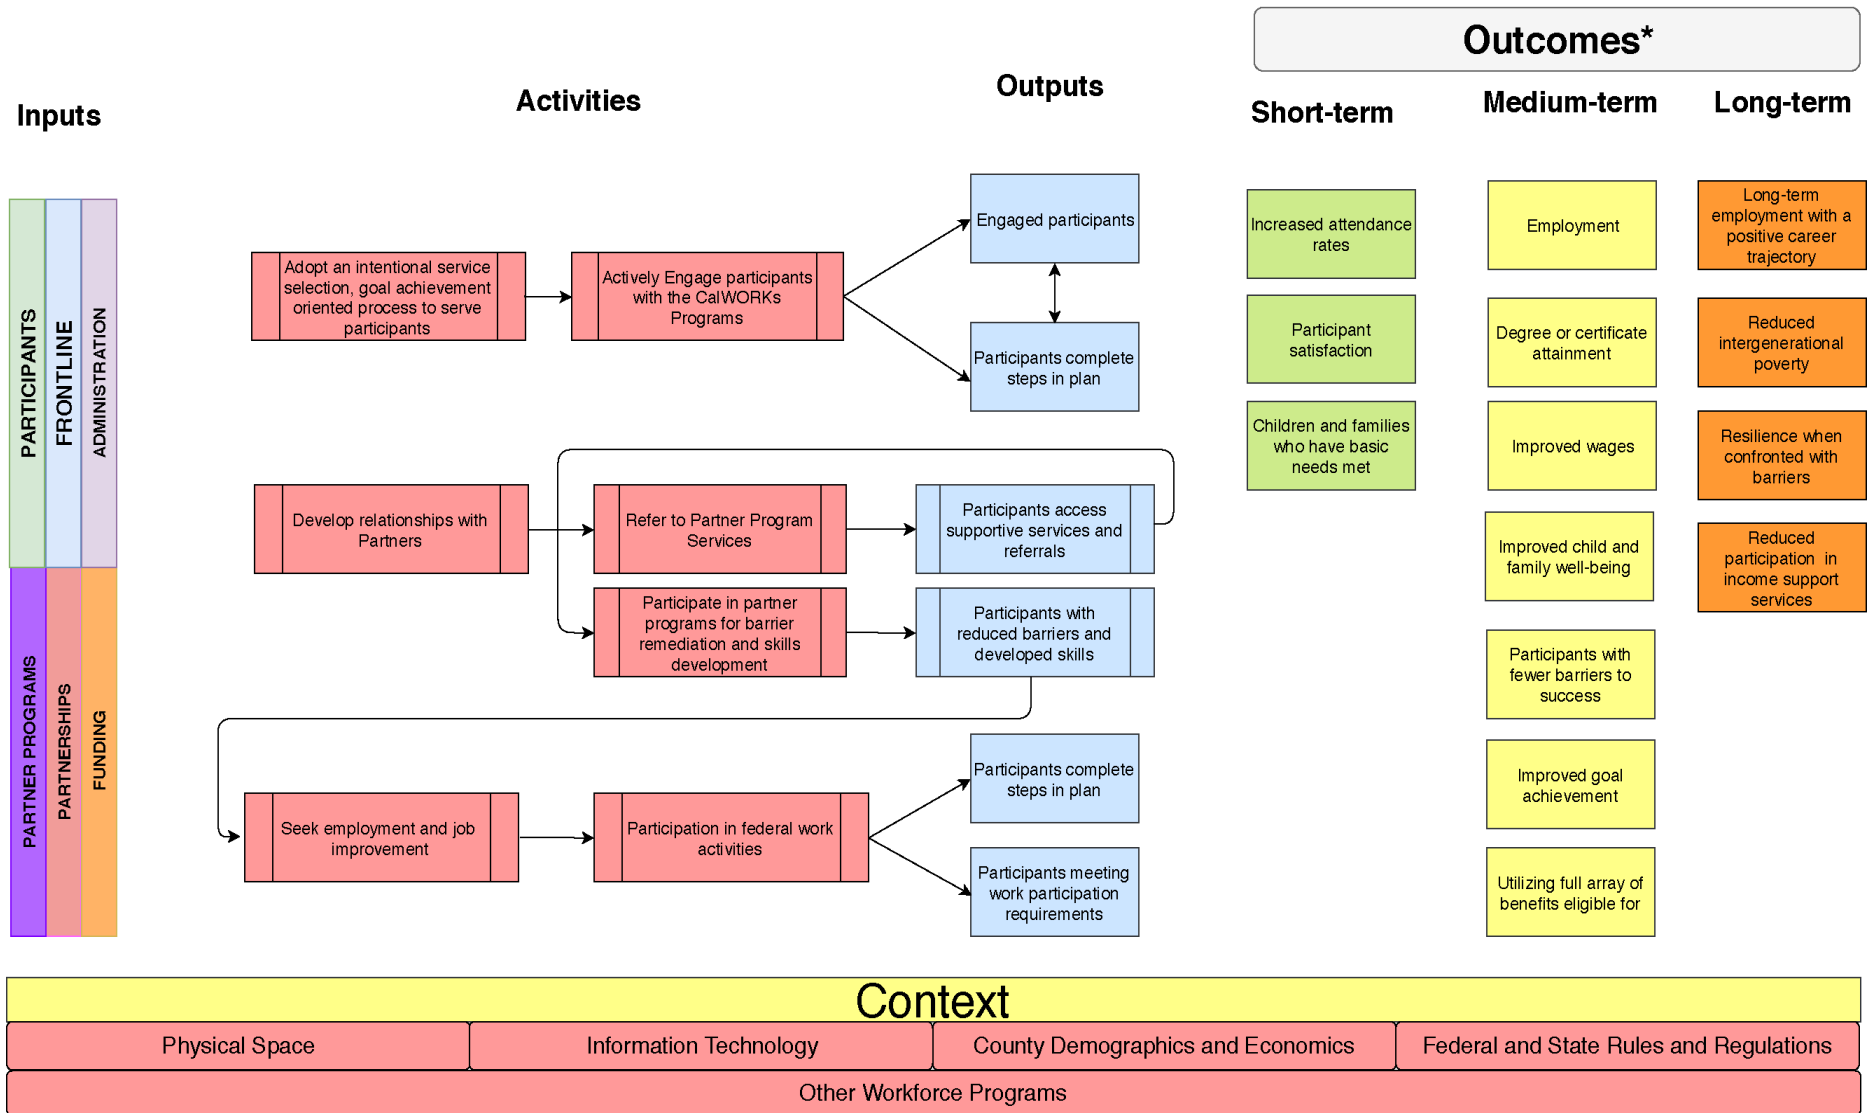 Outcomes*
Inputs
Activities
Outputs
Short-term
Medium-term
Long-term
PARTICIPANTS
FRONTLINE
ADMINISTRATION
PARTNER PROGRAMS
PARTNERSHIPS
FUNDING
Adopt an intentional service
selection, goal achievement
oriented process to serve
participants
Actively Engage participants
with the CalWORKs
Programs
Engaged participants
Participants complete
steps in plan
Develop relationships with
Partners
Refer to Partner Program
Services
Participants access
supportive services and
referrals
Participate in partner
programs for barrier
remediation and skills
development
Participants with
reduced barriers and
developed skills
Seek employment and job
improvement
Participation in federal work
activities
Participants complete
steps in plan
Participants meeting
work participation
requirements
Increased attendance
rates
Participant
satisfaction
Children and families
who have basic
needs met
Employment
Degree or certificate
attainment
Improved wages
Improved child and
family well-being
Participants with
fewer barriers to
success
Improved goal
achievement
Utilizing full array of
benefits eligible for
Long-term
employment with a
positive career
trajectory
Reduced
intergenerational
poverty
Resilience when
confronted with
barriers
Reduced
participation in
income support
services
Context
Physical Space
Information Technology
County Demographics and Economics
Federal and State Rules and Regulations
Other Workforce Programs